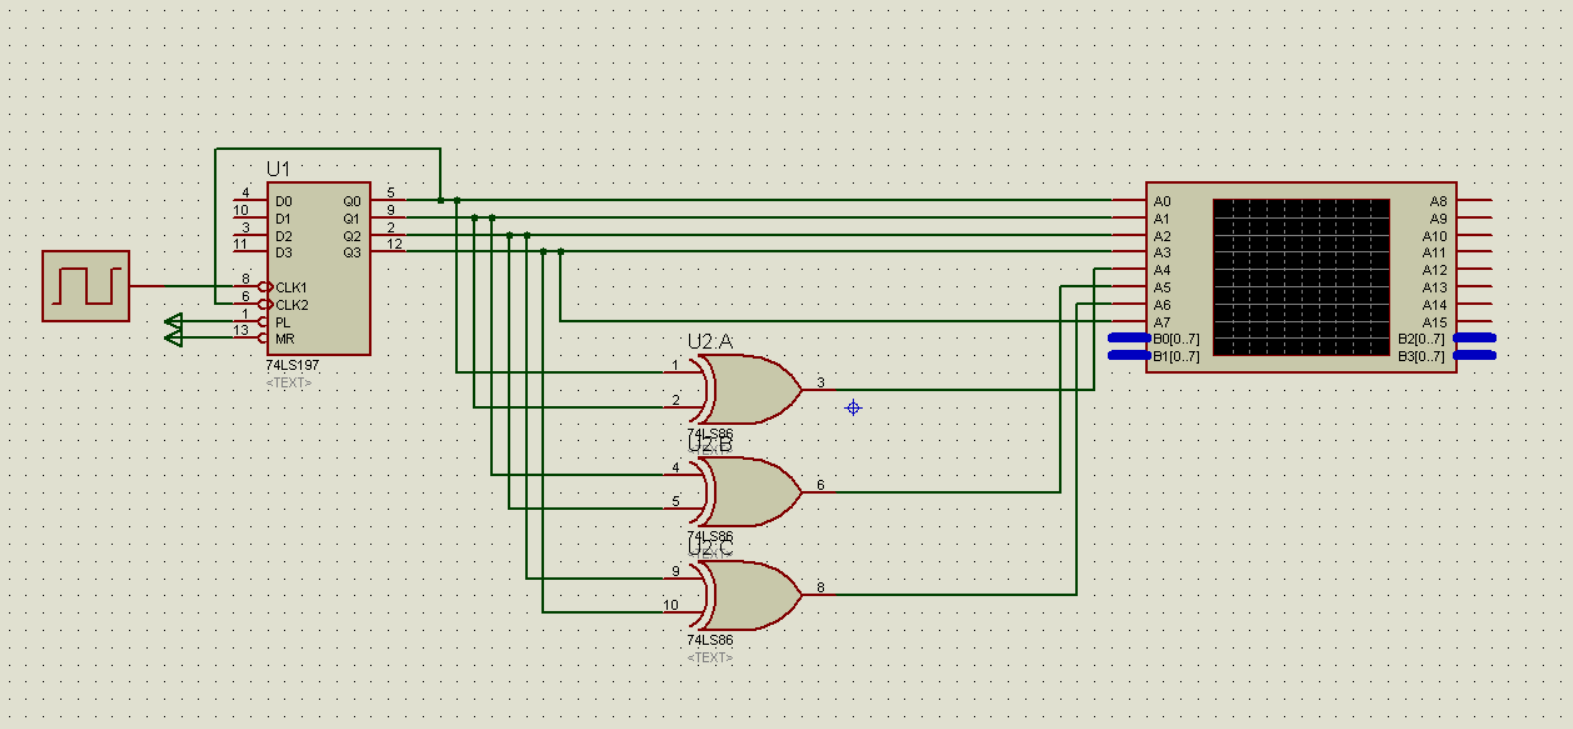 U1
4 D0 Q0 5
10 D1 Q1 9
3 D2 Q2 2
11 D3 Q3 12
8 CLK1
6 CLK2
1 PL
13 MR
74LS197
<TEXT>
A0 A8
A1 A9
A2 A10
A3 A11
A4 A12
A5 A13
A6 A14
A7 A15
B0[0..7] B2[0..7]
B1[0..7] B3[0..7]
U2:A
1
3
2
74LS86
<TEXT>
U2:B
4
6
5
74LS86
<TEXT>
U2:C
9
8
10
74LS86
<TEXT>